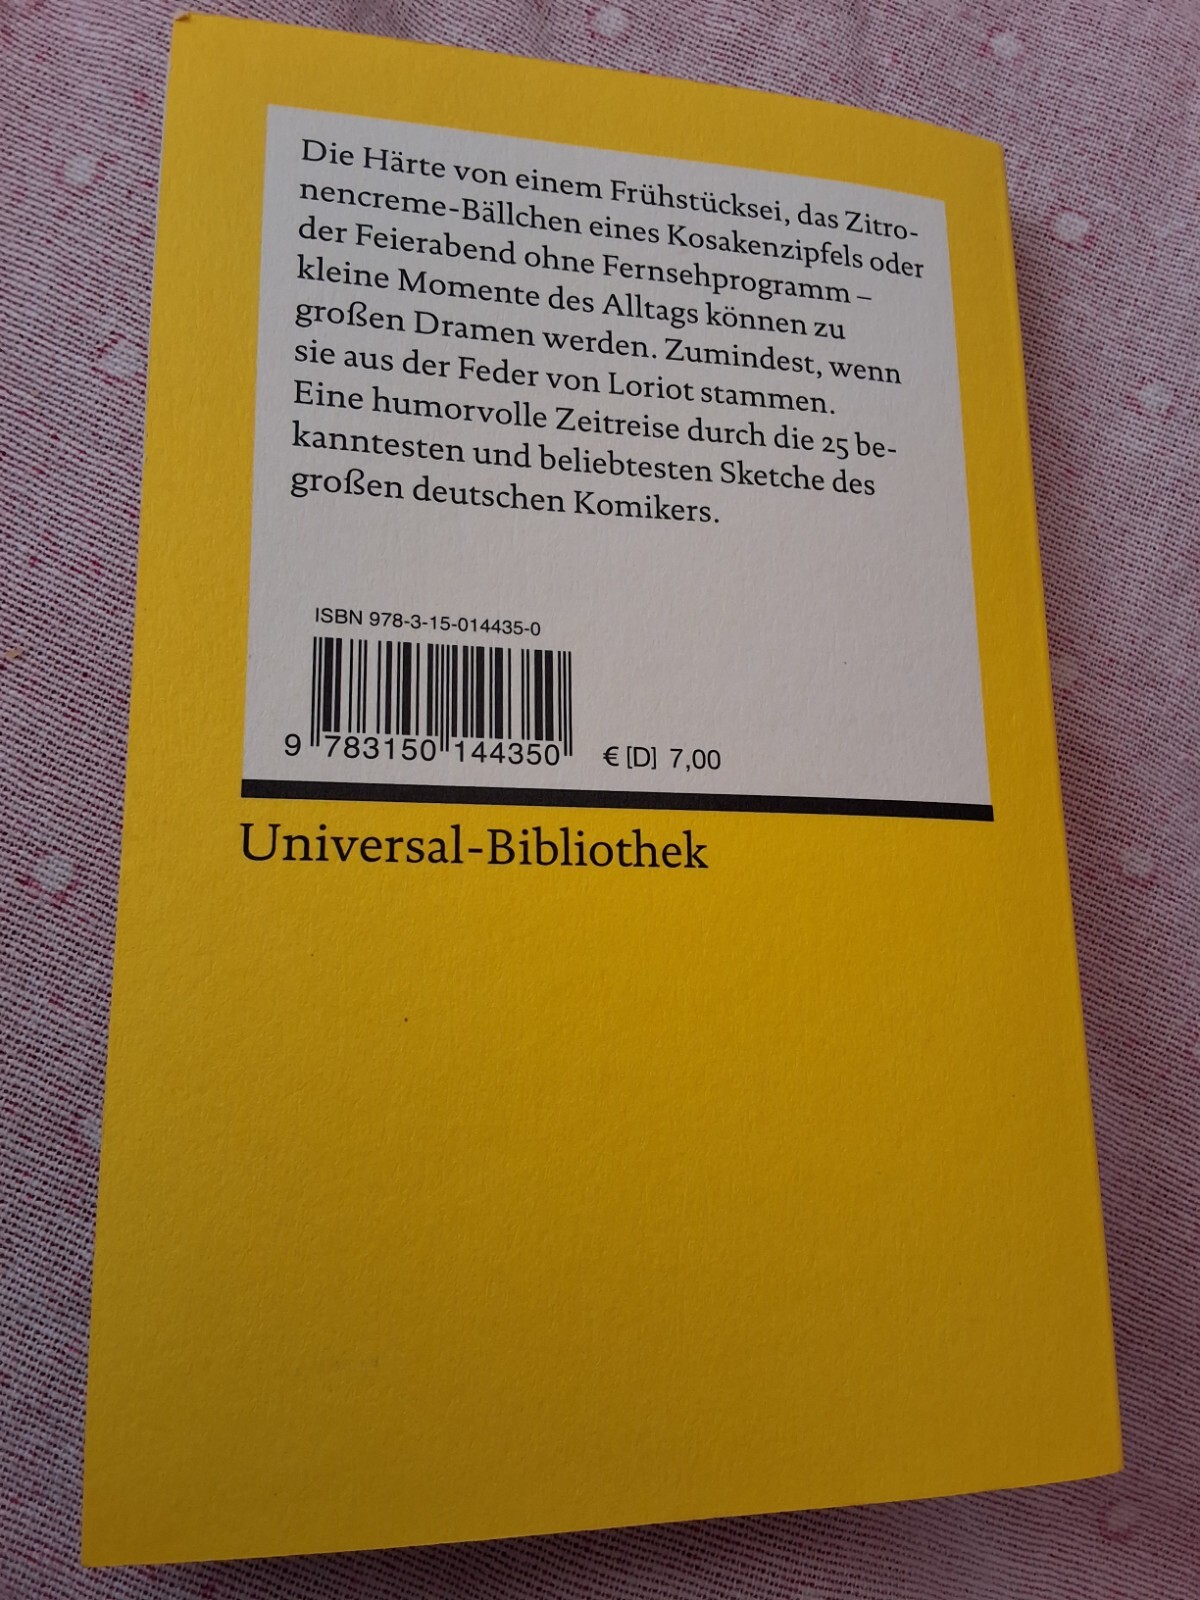 Die Härte von einem Frühstücksei, das Zitro-
nencreme-Bällchen eines Kosakenzipfels oder
der Feierabend ohne Fernsehprogramm –
kleine Momente des Alltags können zu
großen Dramen werden. Zumindest, wenn
sie aus der Feder von Loriot stammen.
Eine humorvolle Zeitreise durch die 25 be-
kanntesten und beliebtesten Sketche des
großen deutschen Komikers.
ISBN 978-3-15-014435-0
9 783150 144350
€ [D] 7,00
Universal-Bibliothek